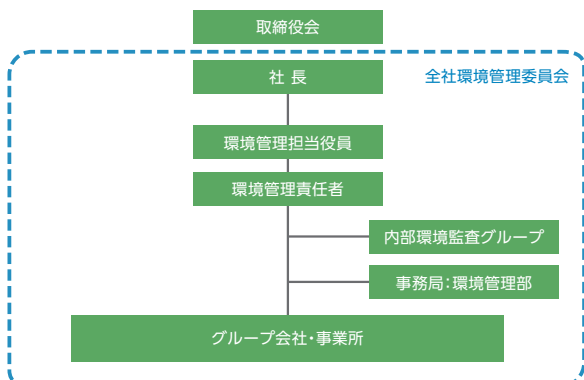 取締役会
全社環境管理委員会
社 長
環境管理担当役員
環境管理責任者
内部環境監査グループ
事務局:環境管理部
グループ会社・事業所